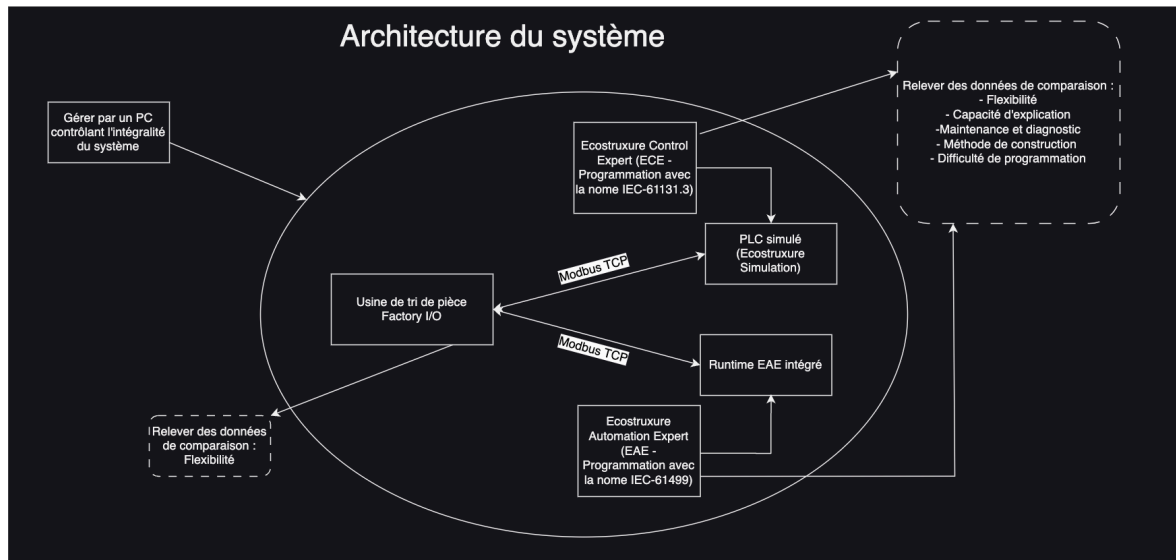 Architecture du système
Gérer par un PC
contrôlant l'intégralité
du système
Relever des données de comparaison :
- Flexibilité
- Capacité d'explication
-Maintenance et diagnostic
- Méthode de construction
- Difficulté de programmation
Ecostruxure Control
Expert (ECE -
Programmation avec
la nome IEC-61131.3)
PLC simulé
(Ecostruxure
Simulation)
Modbus TCP
Usine de tri de pièce
Factory I/O
Modbus TCP
Runtime EAE intégré
Ecostruxure
Automation Expert
(EAE -
Programmation avec
la nome IEC-61499)
Relever des données
de comparaison :
Flexibilité